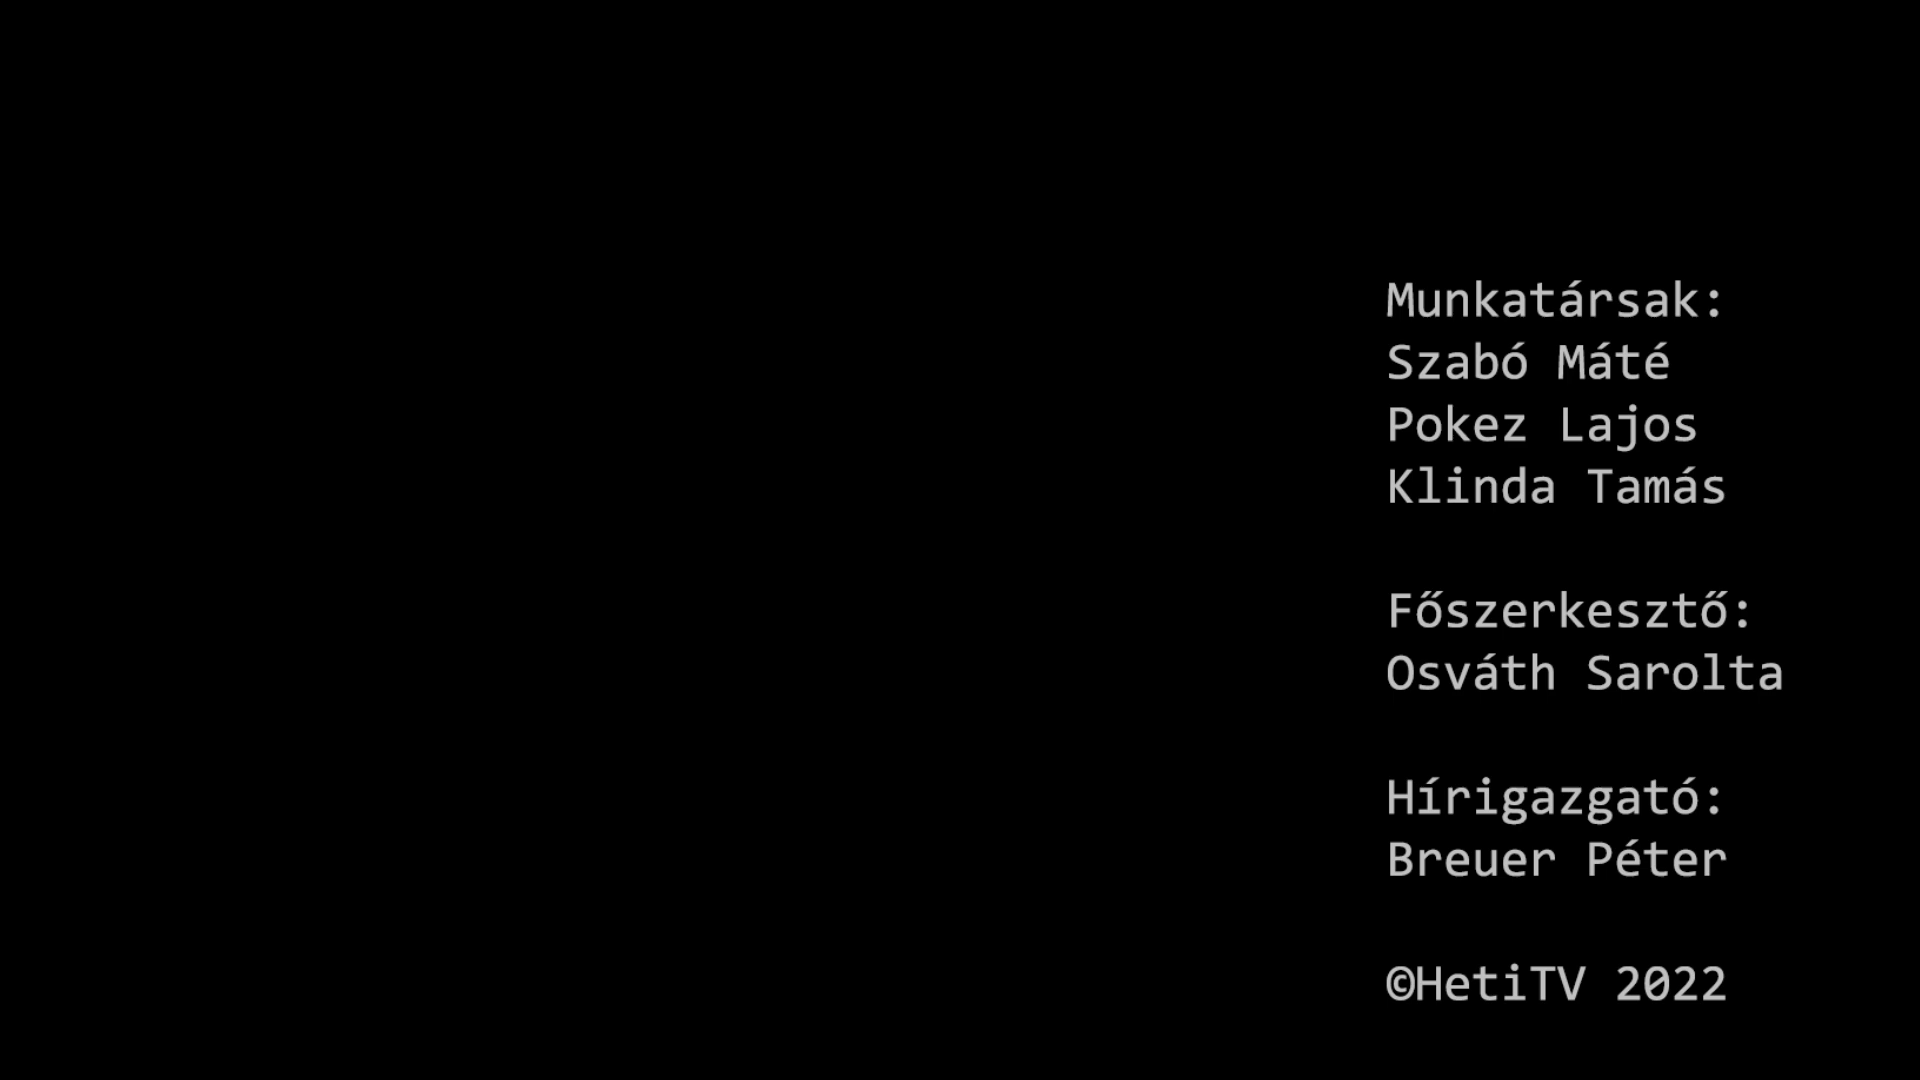 Munkatársak:
Szabó Máté
Pokez Lajos
Klinda Tamás
Főszerkesztő:
Osváth Sarolta
Hírigazgató:
Breuer Péter
©HetiTV 2022